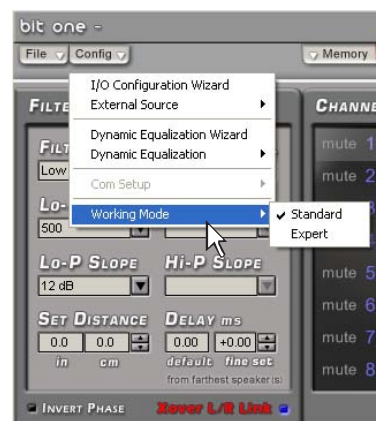 bit one -
File Config Memory
I/O Configuration Wizard
External Source
Dynamic Equalization Wizard
Dynamic Equalization
Com Setup
Working Mode
Standard
Expert
FILTE
CHANNE
FILT
Low
mute 1
mute 2
LO-
500
LO-P SLOPE HI-P SLOPE
12 dB
mute 5
SET DISTANCE DELAY ms
mute 6
0.0 0.0 0.00 +0.00
mute 7
in cm default fine set
from farthest speaker(s)
mute 8
INVERT PHASE Xover L/R Link